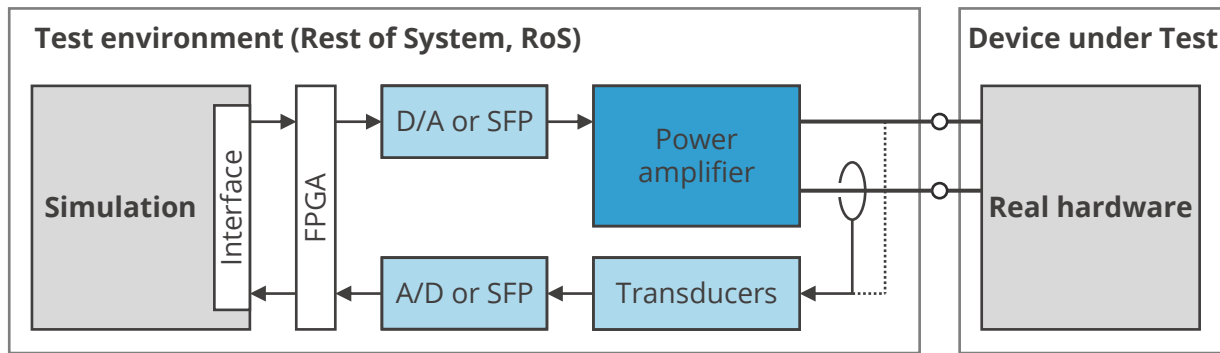 Test environment (Rest of System, RoS)
Device under Test
Simulation
Interface
FPGA
D/A or SFP
Power
amplifier
A/D or SFP
Transducers
Real hardware